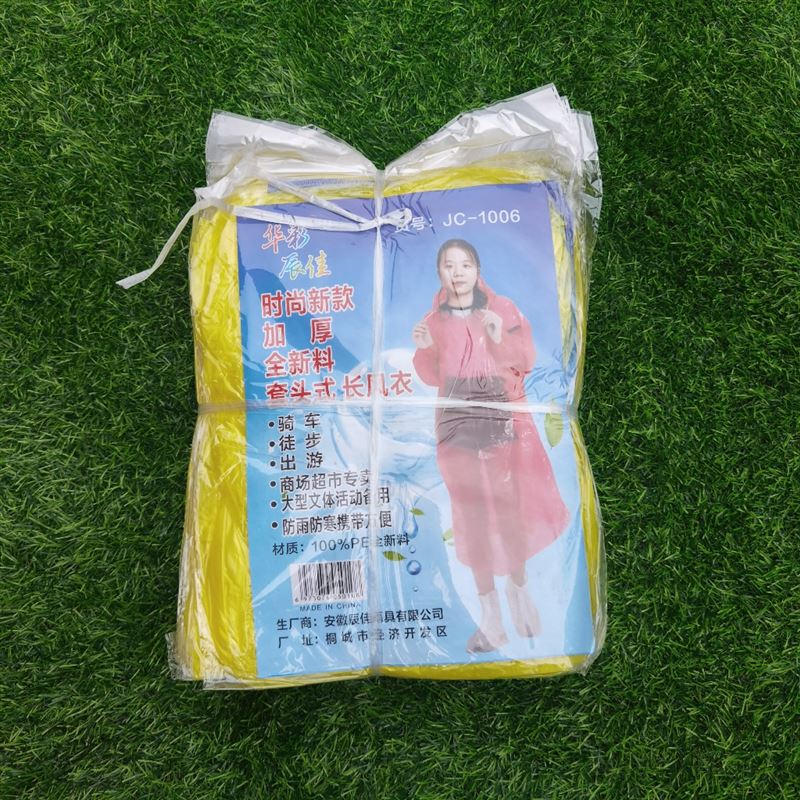 货号：JC-1006
华彩
辰佳
时尚新款
加 厚
全新料
套头式 长风衣
•骑 车
•徒 步
•出 游
•商场超市专卖
•大型文体活动备用
•防雨防寒携带方便
材质：100%PE全新料
MADE IN CHINA
生厂商：安徽辰佳雨具有限公司
厂 址：桐城市经济开发区